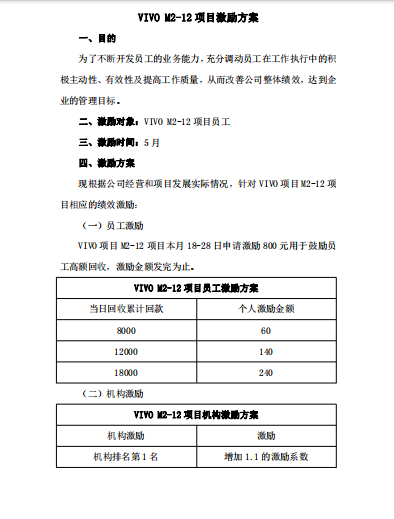 VIVO M2-12 项目激励方案
一、目的
为了不断开发员工的业务能力，充分调动员工在工作执行中的积
极主动性、有效性及提高工作质量，从而改善公司整体绩效，达到企
业的管理目标。
二、激励对象：VIVO M2-12 项目员工
三、激励时间：5 月
四、激励方案
现根据公司经营和项目发展实际情况，针对 VIVO 项目 M2-12 项
目相应的绩效激励：
（一）员工激励
VIVO 项目 M2-12 项目本月 18-28 日申请激励 800 元用于鼓励员
工高额回收，激励金额发完为止。
VIVO M2-12 项目员工激励方案
当日回收累计回款 个人激励金额
8000 60
12000 140
18000 240
（二）机构激励
VIVO M2-12 项目机构激励方案
机构激励 激励
机构排名第 1 名 增加 1.1 的激励系数